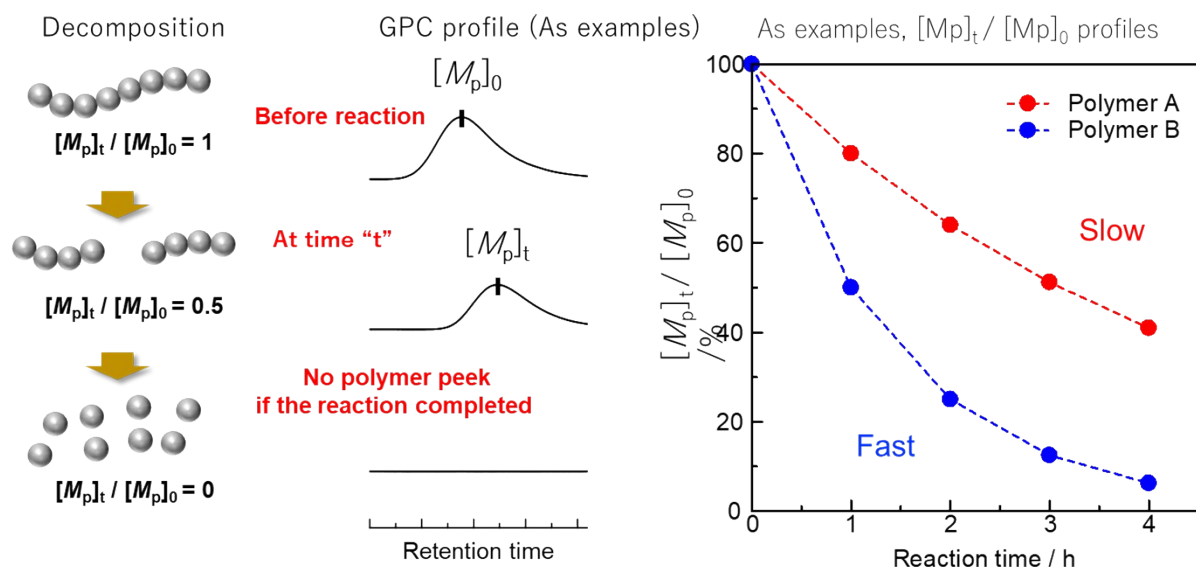 Decomposition
[Mp]t / [Mp]0 = 1
[Mp]t / [Mp]0 = 0.5
[Mp]t / [Mp]0 = 0
GPC profile (As examples)
Before reaction
[Mp]0
At time “t”
[Mp]t
No polymer peek
if the reaction completed
Retention time
As examples, [Mp]t / [Mp]0 profiles
Polymer A
Polymer B
Slow
Fast
[Mp]t / [Mp]0
/%
100
80
60
40
20
0
0 1 2 3 4
Reaction time / h